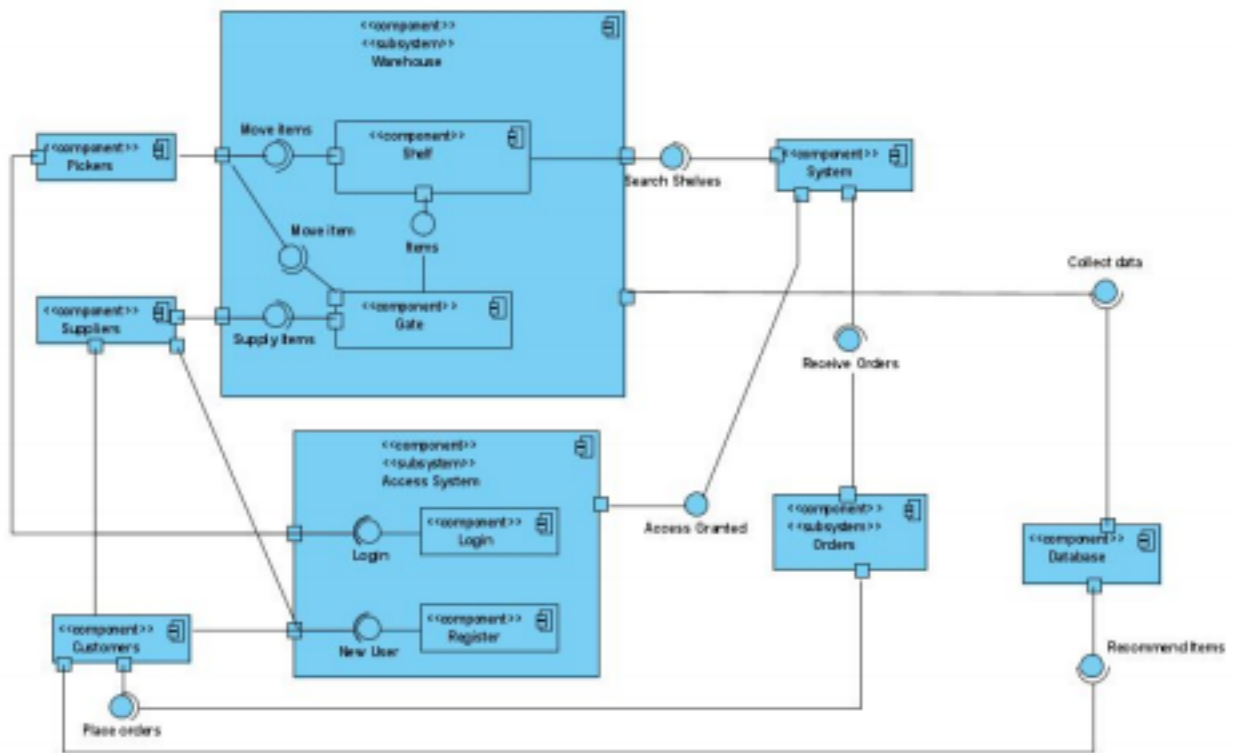 <<component>>
<<subsystem>>
Warehouse
Move items
<<component>>
Shelf
<<component>>
Pickers
<<component>>
System
Search Shelves
Move item
Items
Collect data
<<component>>
Suppliers
<<component>>
Gate
Supply Items
Receive Orders
<<component>>
<<subsystem>>
Access System
<<component>>
Login
Login
Access Granted
<<component>>
<<subsystem>>
Orders
<<component>>
Database
<<component>>
Customers
<<component>>
Register
New User
Recommend Items
Place orders